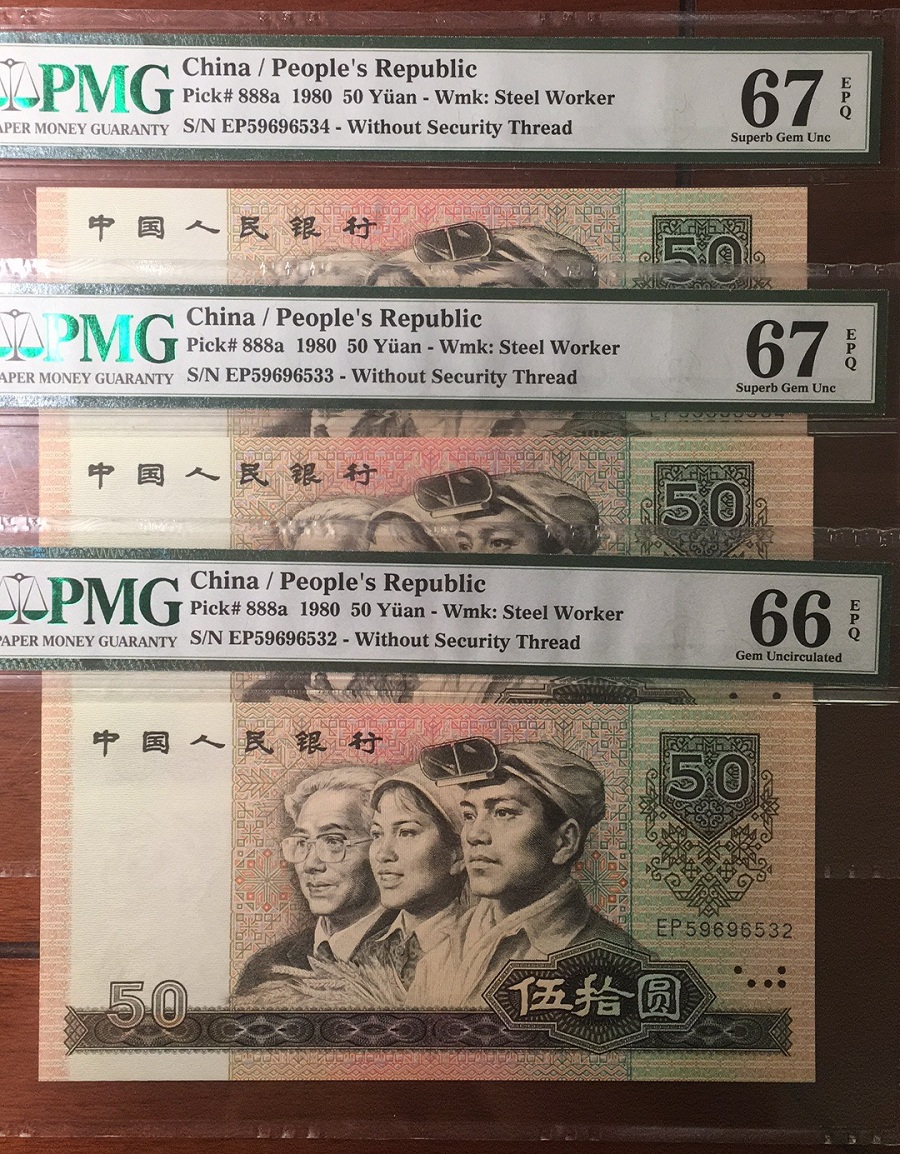 PMG
APER MONEY GUARANTY
China / People's Republic
Pick# 888a 1980 50 Yüan - Wmk: Steel Worker
S/N EP59696534 - Without Security Thread
67
EPQ
Superb Gem Unc
中国人民银行
50
PMG
APER MONEY GUARANTY
China / People's Republic
Pick# 888a 1980 50 Yüan - Wmk: Steel Worker
S/N EP59696533 - Without Security Thread
67
EPQ
Superb Gem Unc
中国人民银行
50
PMG
PAPER MONEY GUARANTY
China / People's Republic
Pick# 888a 1980 50 Yüan - Wmk: Steel Worker
S/N EP59696532 - Without Security Thread
66
EPQ
Gem Uncirculated
中国人民银行
50
EP59696532
50
伍拾圆